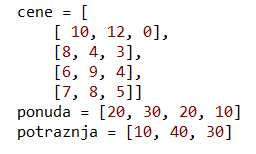 cene = [
    [ 10, 12, 0],
    [8, 4, 3],
    [6, 9, 4],
    [7, 8, 5]]
ponuda = [20, 30, 20, 10]
potraznja = [10, 40, 30]